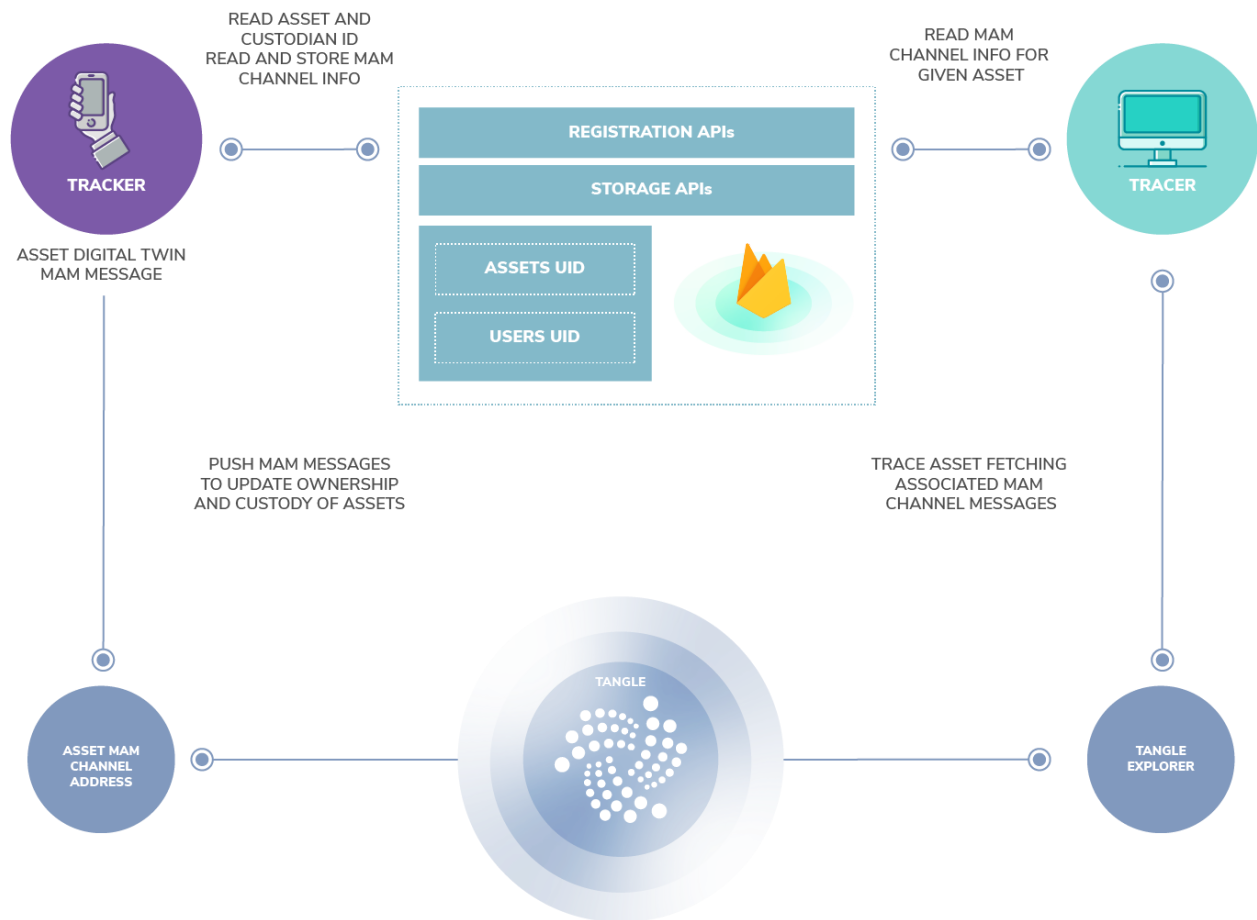 READ ASSET AND
CUSTODIAN ID
READ AND STORE MAM
CHANNEL INFO
READ MAM
CHANNEL INFO FOR
GIVEN ASSET
TRACKER
REGISTRATION APIs
STORAGE APIs
ASSETS UID
USERS UID
TRACER
ASSET DIGITAL TWIN
MAM MESSAGE
PUSH MAM MESSAGES
TO UPDATE OWNERSHIP
AND CUSTODY OF ASSETS
TRACE ASSET FETCHING
ASSOCIATED MAM
CHANNEL MESSAGES
TANGLE
ASSET MAM
CHANNEL
ADDRESS
TANGLE
EXPLORER